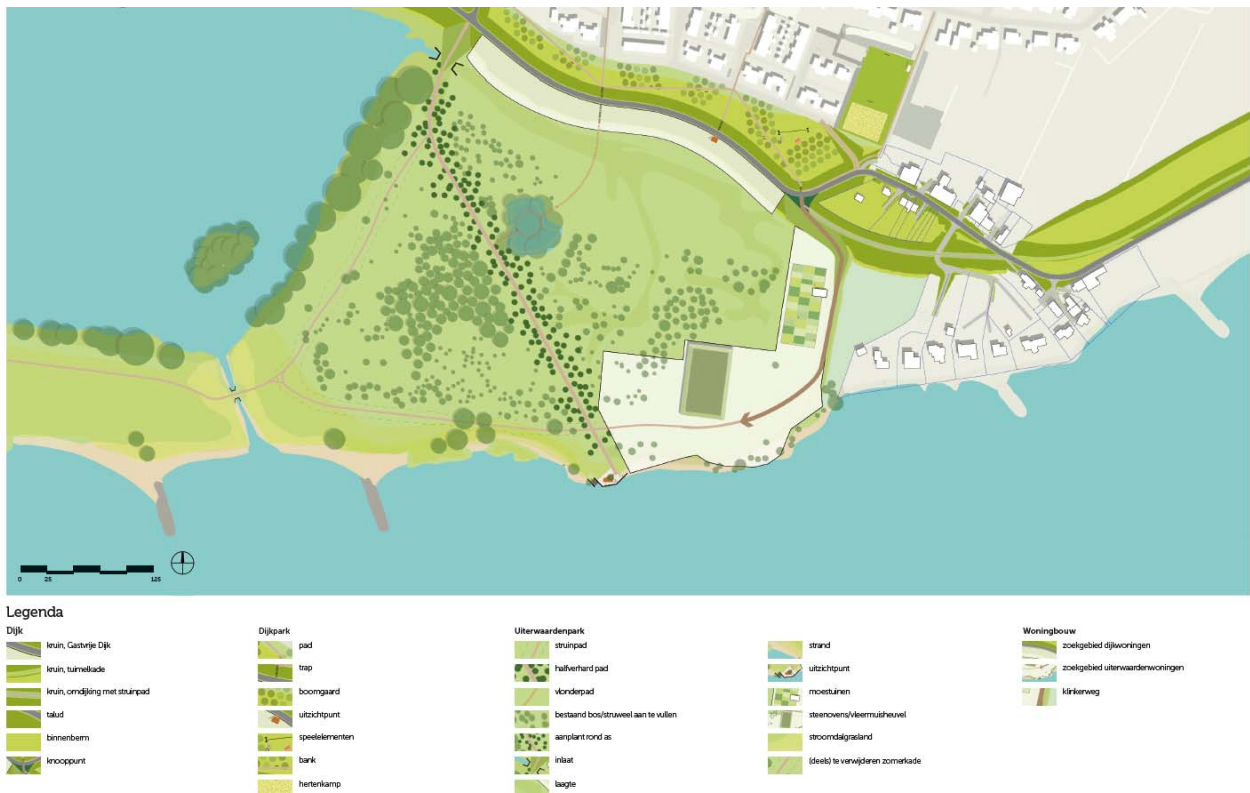 0 25 125
Legenda
Dijk
kruin, Gastvrije Dijk
kruin, tuimelkade
kruin, omdijking met struinpad
talud
binnenberm
knooppunt
Dijkpark
pad
trap
boomgaard
uitzichtpunt
speelelementen
bank
hertenkamp
Uiterwaardenpark
struinpad
halfverhard pad
vlonderpad
bestaand bos/struweel aan te vullen
aanplant rond as
inlaat
laagte
strand
uitzichtpunt
moestuinen
steenovens/vleermuisheuvel
stroomdalgrasland
(deels) te verwijderen zomerkade
Woningbouw
zoekgebied dijkwoningen
zoekgebied uiterwaardenwoningen
klinkerweg